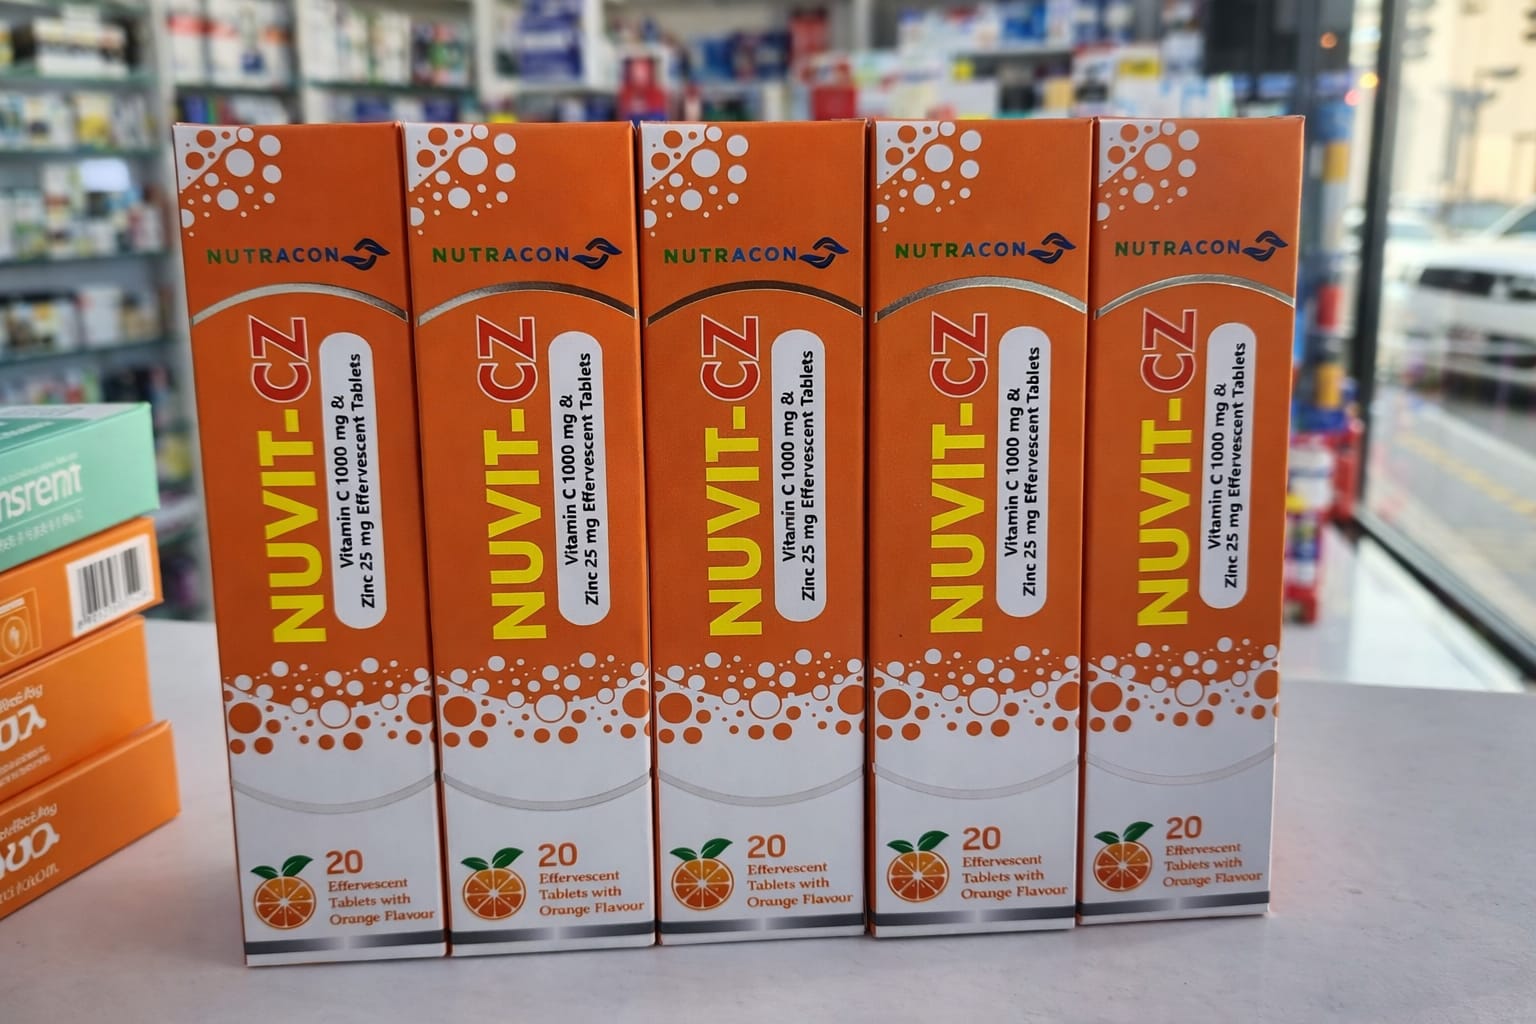 NUTRACON
NUVIT-CZ
Vitamin C 1000 mg &
Zinc 25 mg Effervescent Tablets
20
Effervescent
Tablets with
Orange Flavour
NUTRACON
NUVIT-CZ
Vitamin C 1000 mg &
Zinc 25 mg Effervescent Tablets
20
Effervescent
Tablets with
Orange Flavour
NUTRACON
NUVIT-CZ
Vitamin C 1000 mg &
Zinc 25 mg Effervescent Tablets
20
Effervescent
Tablets with
Orange Flavour
NUTRACON
NUVIT-CZ
Vitamin C 1000 mg &
Zinc 25 mg Effervescent Tablets
20
Effervescent
Tablets with
Orange Flavour
NUTRACON
NUVIT-CZ
Vitamin C 1000 mg &
Zinc 25 mg Effervescent Tablets
20
Effervescent
Tablets with
Orange Flavour